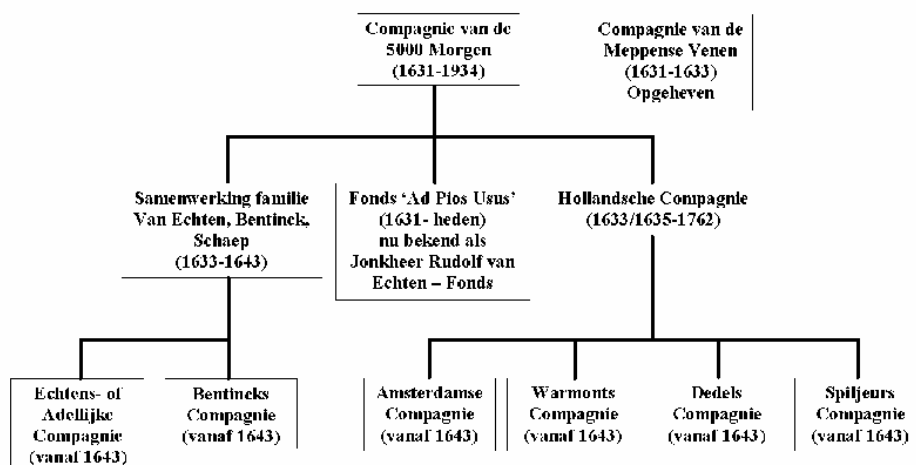 Compagnie van de
5000 Morgen
(1631-1934)
Compagnie van de
Meppense Venen
(1631-1633)
Opgeheven
Samenwerking familie
Van Echten, Bentinck,
Schaep
(1633-1643)
Fonds ‘Ad Pios Usus’
(1631- heden)
nu bekend als
Jonkheer Rudolf van
Echten – Fonds
Hollandsche Compagnie
(1633/1635-1762)
Echtens- of
Adellijke
Compagnie
(vanaf 1643)
Bentincks
Compagnie
(vanaf 1643)
Amsterdamse
Compagnie
(vanaf 1643)
Warmonts
Compagnie
(vanaf 1643)
Dedels
Compagnie
(vanaf 1643)
Spiljeurs
Compagnie
(vanaf 1643)